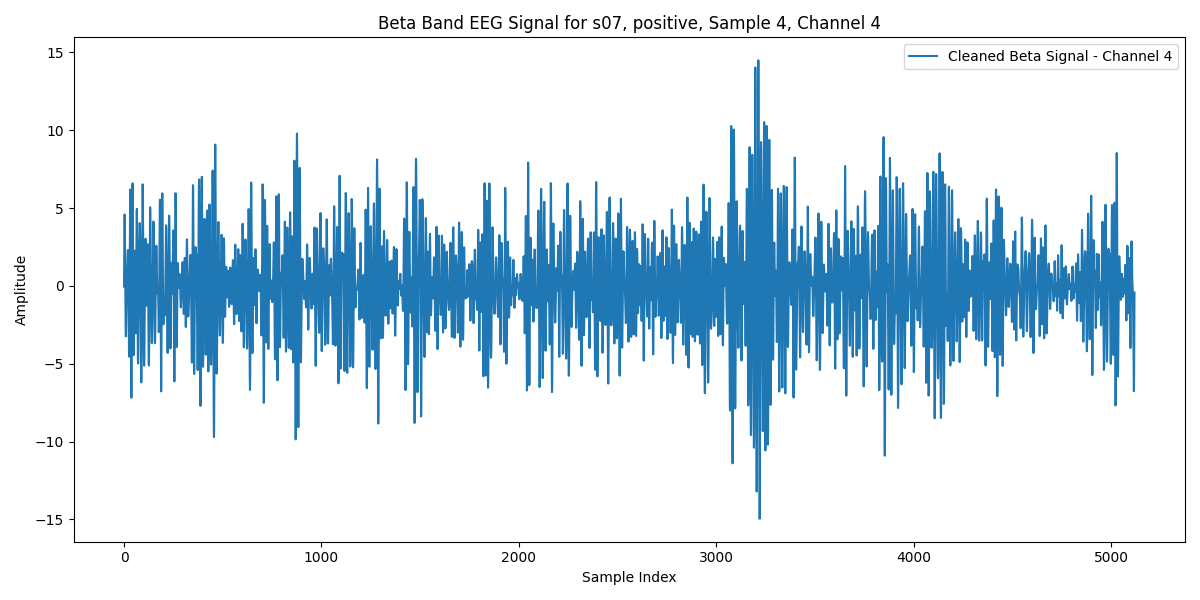 Beta Band EEG Signal for s07, positive, Sample 4, Channel 4
Cleaned Beta Signal - Channel 4
15
10
5
0
−5
−10
−15
Amplitude
0 1000 2000 3000 4000 5000
Sample Index